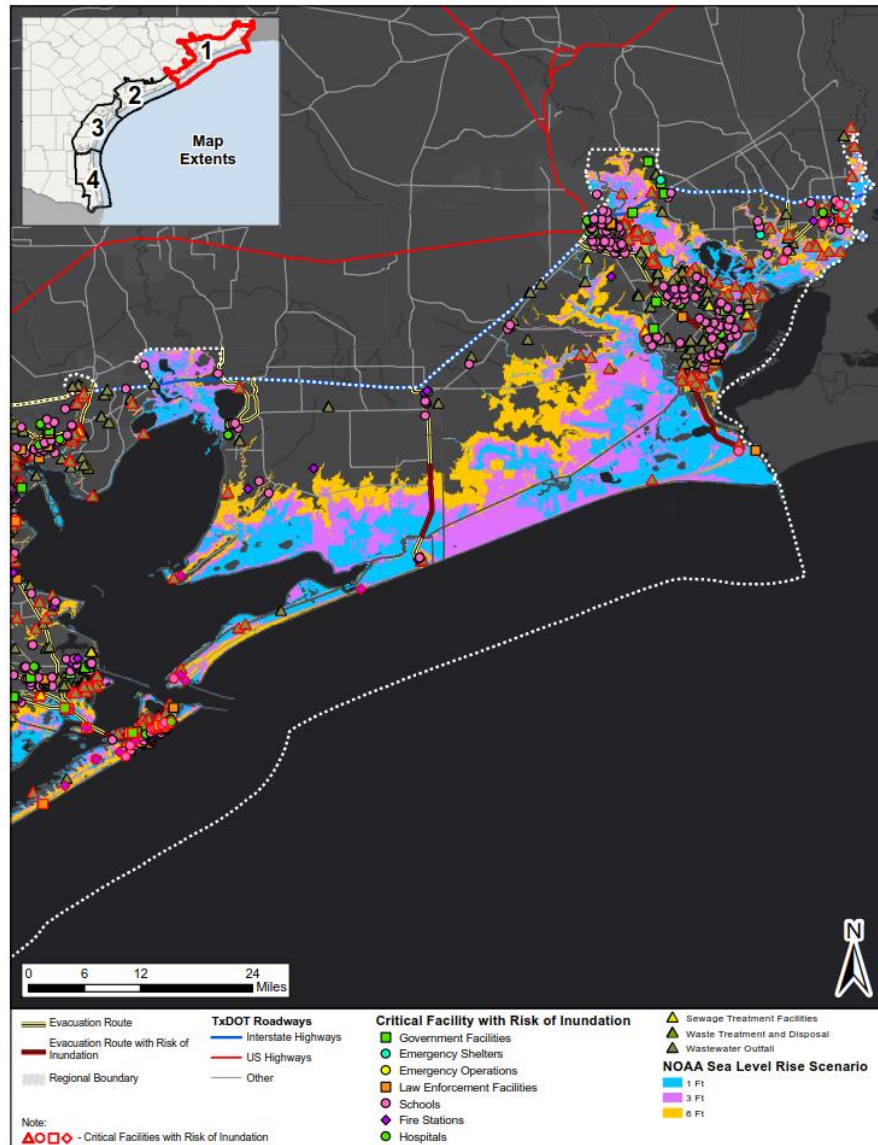 1
2
3
4
Map
Extents
N
0 6 12 24
Miles
Evacuation Route
Evacuation Route with Risk of
Inundation
Regional Boundary
Note:
- Critical Facilities with Risk of Inundation
TxDOT Roadways
Interstate Highways
US Highways
Other
Critical Facility with Risk of Inundation
Government Facilities
Emergency Shelters
Emergency Operations
Law Enforcement Facilities
Schools
Fire Stations
Hospitals
Sewage Treatment Facilities
Waste Treatment and Disposal
Wastewater Outfall
NOAA Sea Level Rise Scenario
1 Ft
3 Ft
6 Ft